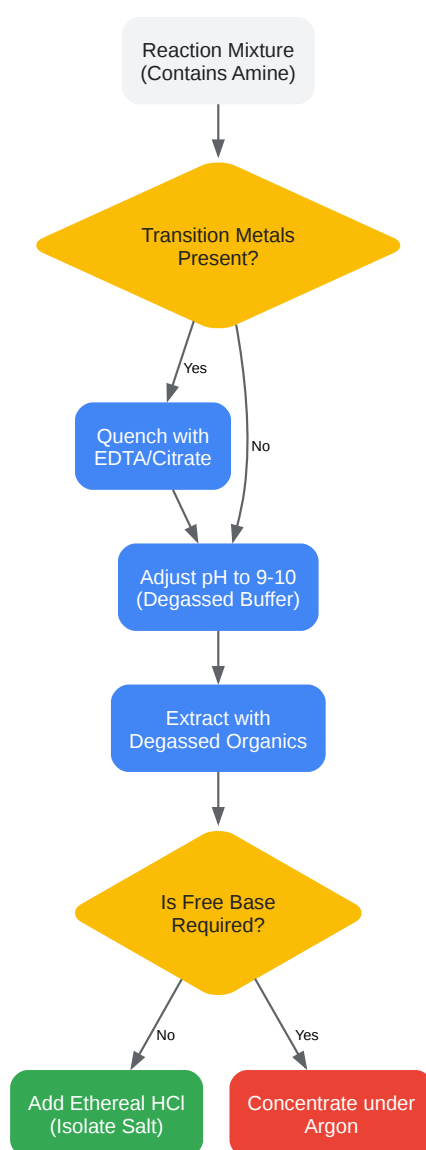 Reaction Mixture
(Contains Amine)
Transition Metals
Present?
Yes
Quench with
EDTA/Citrate
No
Adjust pH to 9-10
(Degassed Buffer)
Extract with
Degassed Organics
Is Free Base
Required?
No
Yes
Add Ethereal HCl
(Isolate Salt)
Concentrate under
Argon